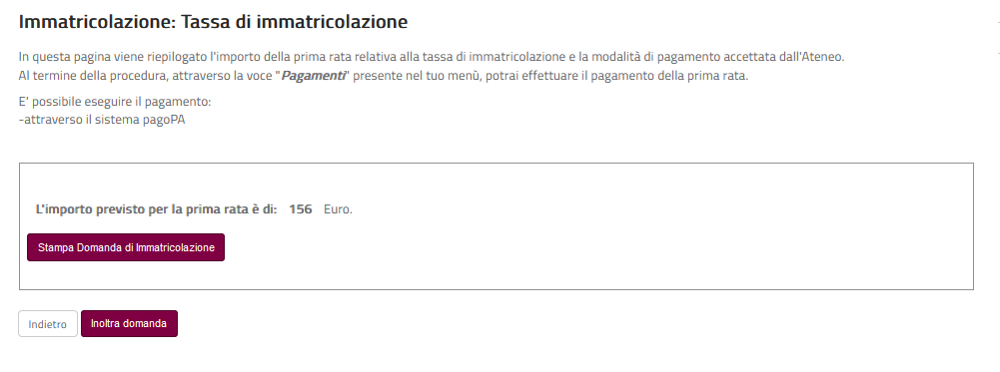 Immatricolazione: Tassa di immatricolazione
In questa pagina viene riepilogato l'importo della prima rata relativa alla tassa di immatricolazione e la modalità di pagamento accettata dall'Ateneo.
Al termine della procedura, attraverso la voce "Pagamenti" presente nel tuo menù, potrai effettuare il pagamento della prima rata.
E' possibile eseguire il pagamento:
-attraverso il sistema pagoPA
L'importo previsto per la prima rata è di: 156 Euro.
Stampa Domanda di Immatricolazione
Indietro Inoltra domanda